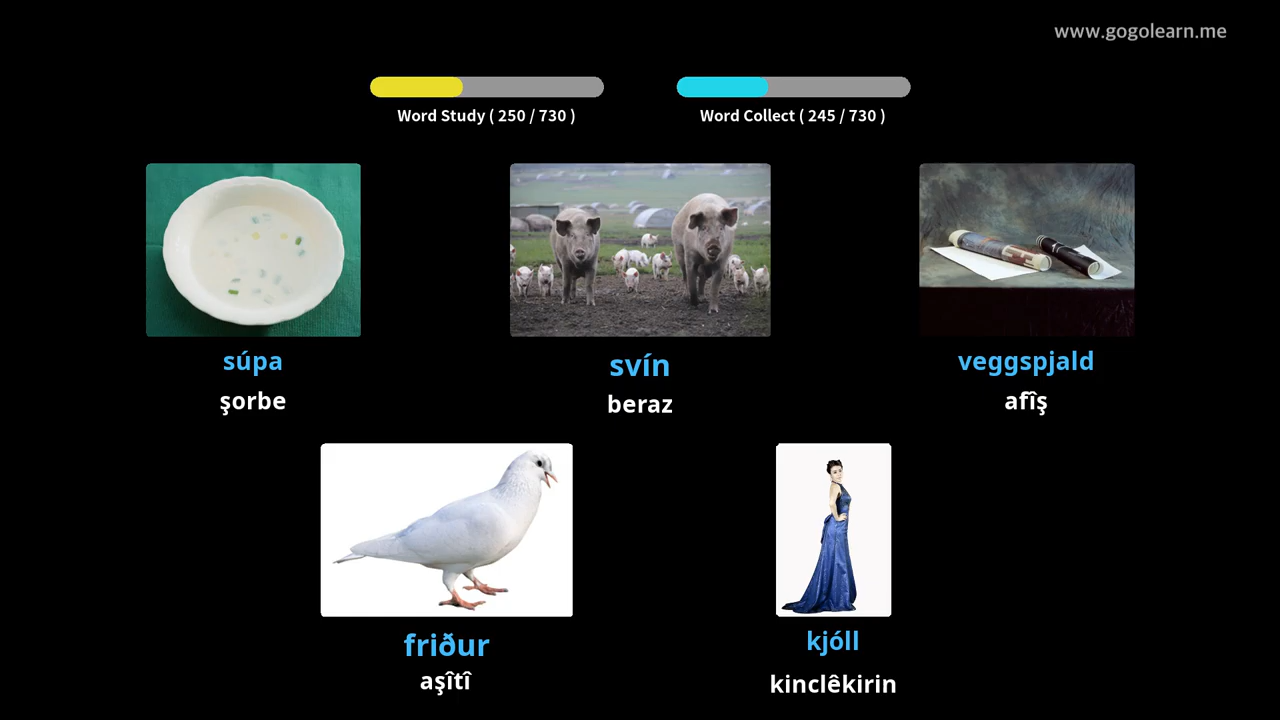 www.gogolearn.me
Word Study ( 250 / 730 )
Word Collect ( 245 / 730 )
súpa
şorbe
svín
beraz
veggspjald
afîş
friður
aşîtî
kjóll
kinclêkirin